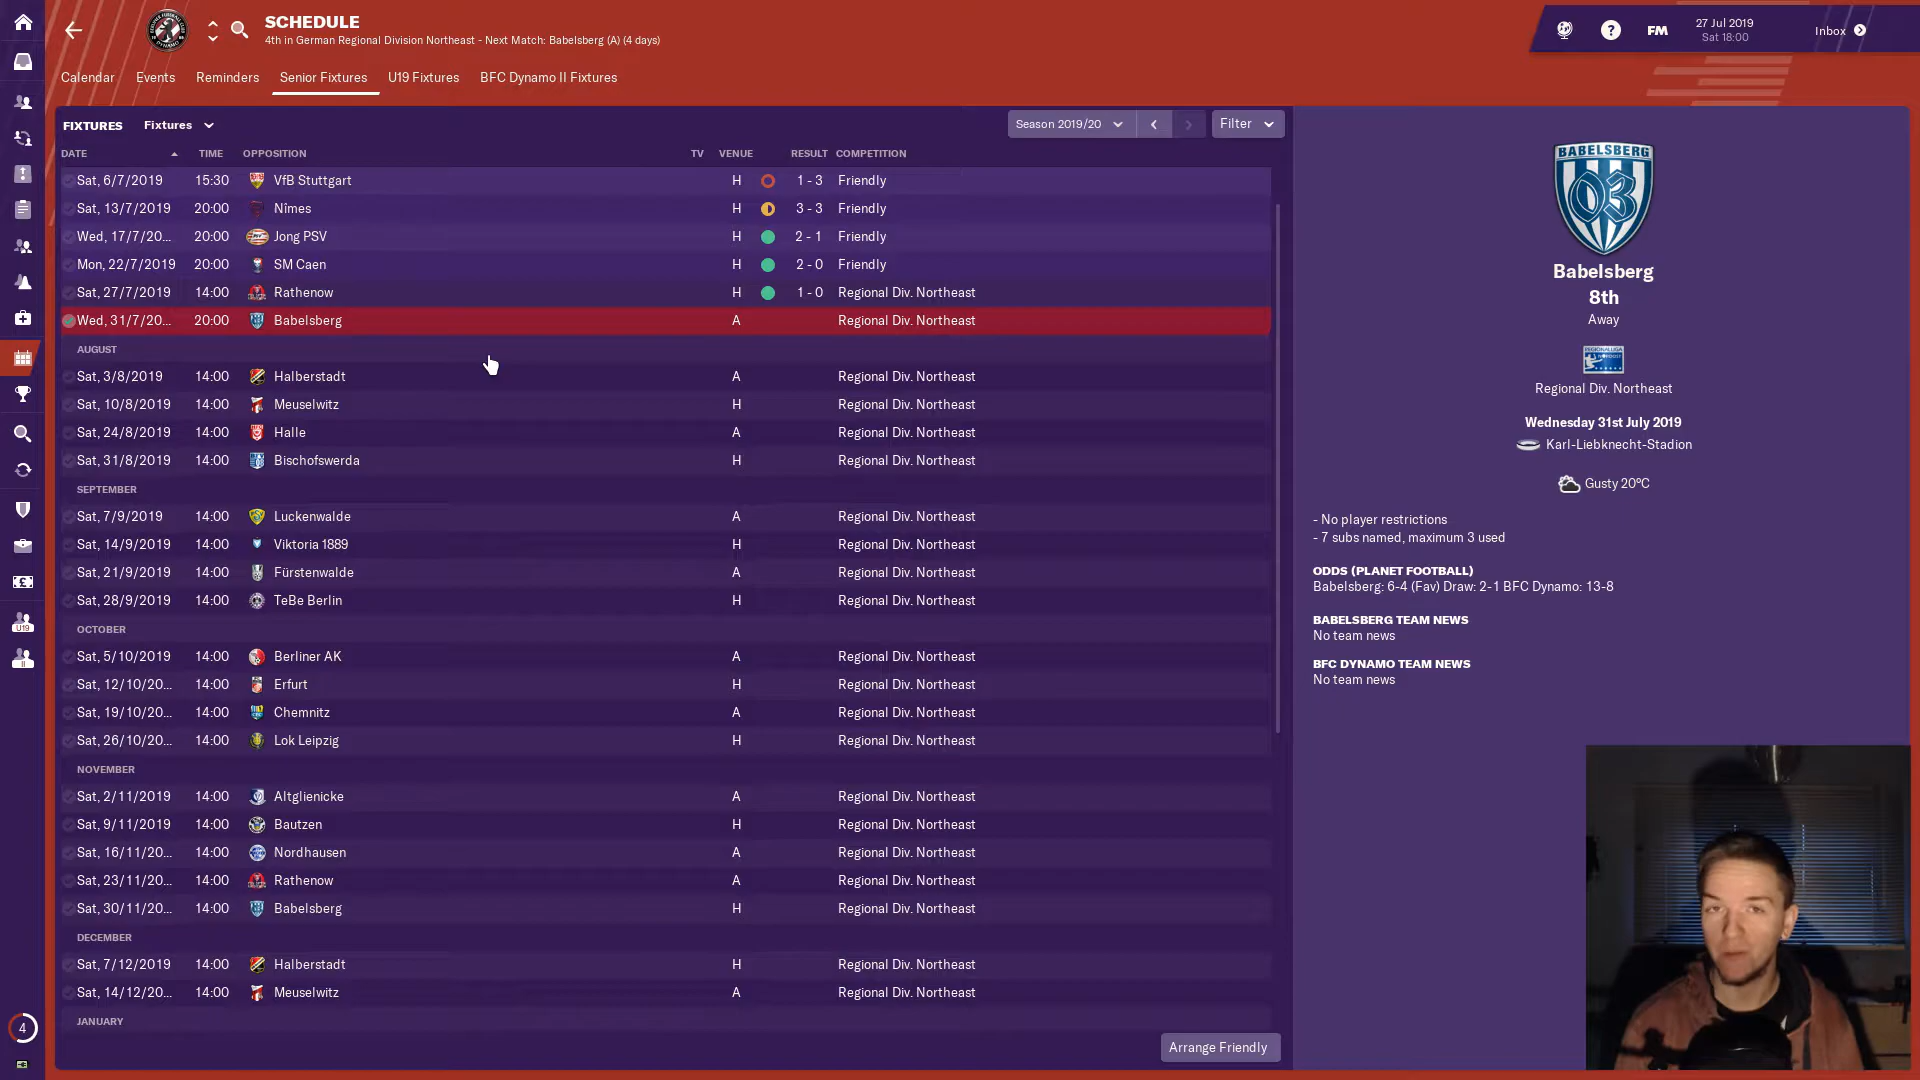 SCHEDULE
4th in German Regional Division Northeast - Next Match: Babelsberg (A) (4 days)
27 Jul 2019
Sat 18:00
FM
Inbox
Calendar Events Reminders Senior Fixtures U19 Fixtures BFC Dynamo II Fixtures
FIXTURES Fixtures Season 2019/20 Filter
DATE TIME OPPOSITION TV VENUE RESULT COMPETITION
Sat, 6/7/2019 15:30 VfB Stuttgart H 1 - 3 Friendly
Sat, 13/7/2019 20:00 Nîmes H 3 - 3 Friendly
Wed, 17/7/20... 20:00 Jong PSV H 2 - 1 Friendly
Mon, 22/7/2019 20:00 SM Caen H 2 - 0 Friendly
Sat, 27/7/2019 14:00 Rathenow H 1 - 0 Regional Div. Northeast
Wed, 31/7/20... 20:00 Babelsberg A Regional Div. Northeast
AUGUST
Sat, 3/8/2019 14:00 Halberstadt A Regional Div. Northeast
Sat, 10/8/2019 14:00 Meuselwitz H Regional Div. Northeast
Sat, 24/8/2019 14:00 Halle A Regional Div. Northeast
Sat, 31/8/2019 14:00 Bischofswerda H Regional Div. Northeast
SEPTEMBER
Sat, 7/9/2019 14:00 Luckenwalde A Regional Div. Northeast
Sat, 14/9/2019 14:00 Viktoria 1889 H Regional Div. Northeast
Sat, 21/9/2019 14:00 Fürstenwalde A Regional Div. Northeast
Sat, 28/9/2019 14:00 TeBe Berlin H Regional Div. Northeast
OCTOBER
Sat, 5/10/2019 14:00 Berliner AK A Regional Div. Northeast
Sat, 12/10/20... 14:00 Erfurt H Regional Div. Northeast
Sat, 19/10/20... 14:00 Chemnitz A Regional Div. Northeast
Sat, 26/10/20... 14:00 Lok Leipzig H Regional Div. Northeast
NOVEMBER
Sat, 2/11/2019 14:00 Altglienicke A Regional Div. Northeast
Sat, 9/11/2019 14:00 Bautzen H Regional Div. Northeast
Sat, 16/11/20... 14:00 Nordhausen A Regional Div. Northeast
Sat, 23/11/20... 14:00 Rathenow A Regional Div. Northeast
Sat, 30/11/20... 14:00 Babelsberg H Regional Div. Northeast
DECEMBER
Sat, 7/12/2019 14:00 Halberstadt H Regional Div. Northeast
Sat, 14/12/20... 14:00 Meuselwitz A Regional Div. Northeast
JANUARY
Arrange Friendly
BABELSBERG
03
Babelsberg
8th
Away
Regional Div. Northeast
Wednesday 31st July 2019
Karl-Liebknecht-Stadion
Gusty 20ºC
- No player restrictions
- 7 subs named, maximum 3 used
ODDS (PLANET FOOTBALL)
Babelsberg: 6-4 (Fav) Draw: 2-1 BFC Dynamo: 13-8
BABELSBERG TEAM NEWS
No team news
BFC DYNAMO TEAM NEWS
No team news
U19
II
4